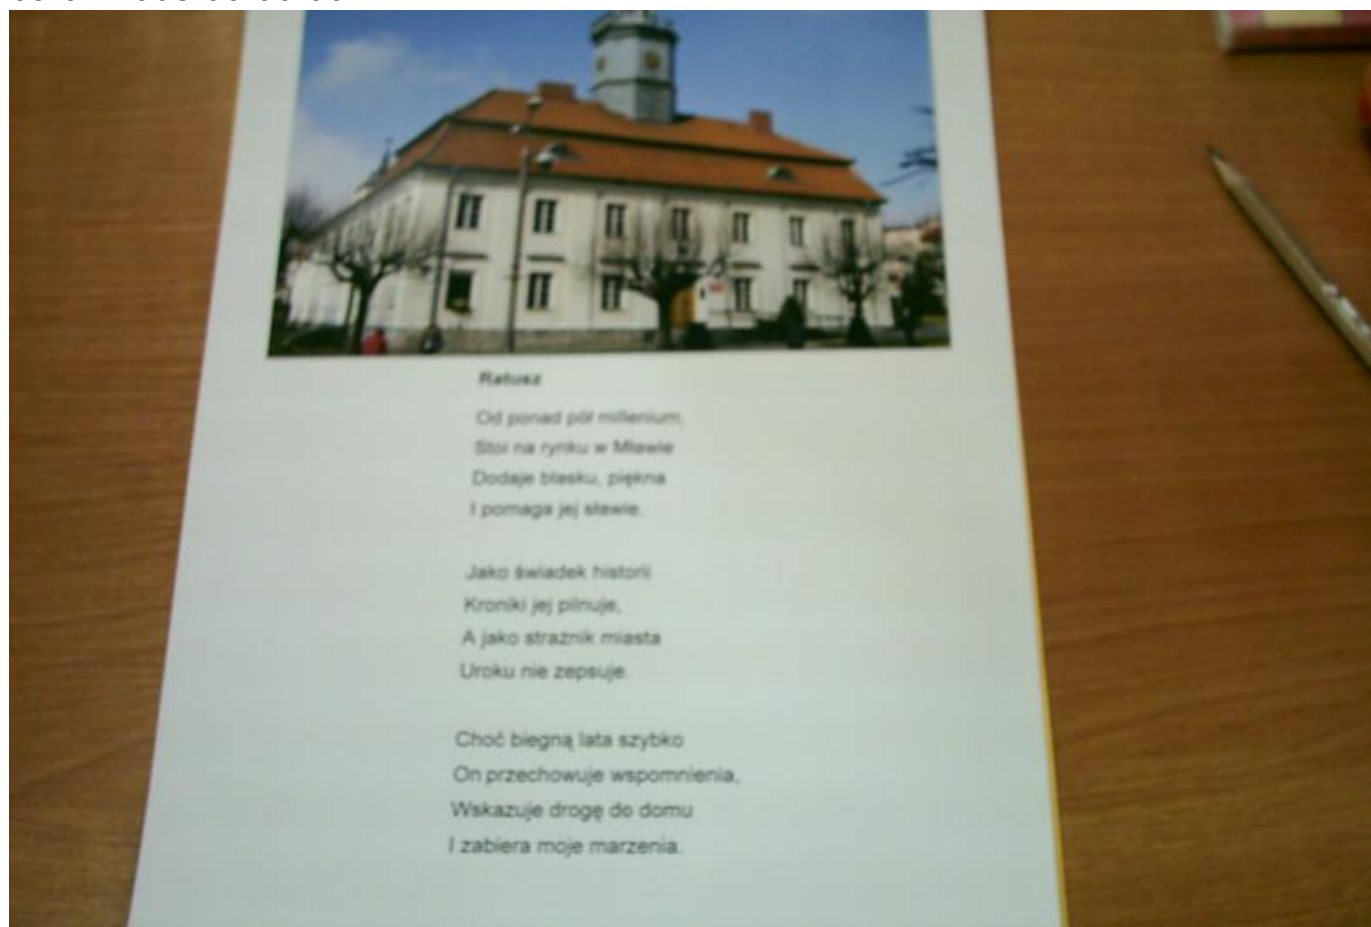 Ratusz
Od ponad pół millenium,
Stoi na rynku w Mławie
Dodaje blasku, piękna
I pomaga jej sławie.
Jako świadek historii
Kroniki jej pilnuje,
A jako strażnik miasta
Uroku nie zepsuje.
Choć biegną lata szybko
On przechowuje wspomnienia,
Wskazuje drogę do domu
I zabiera moje marzenia.